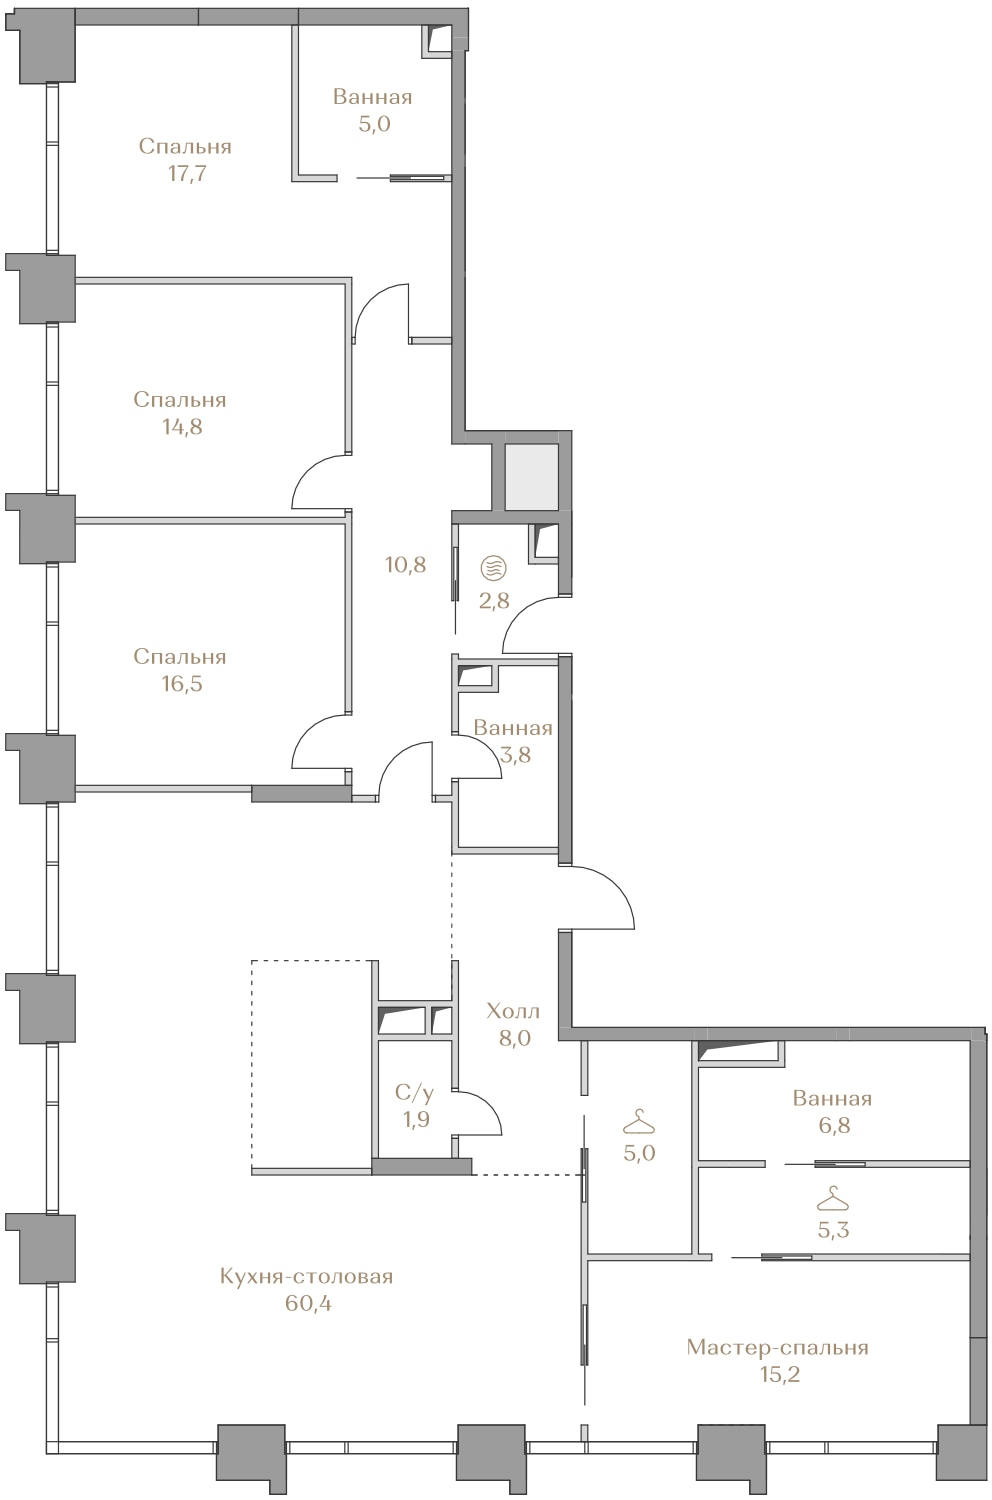 Ванная
5,0
Спальня
17,7
Спальня
14,8
10,8
2,8
Спальня
16,5
Ванная
3,8
Холл
8,0
С/у
1,9
5,0
Ванная
6,8
5,3
Кухня-столовая
60,4
Мастер-спальня
15,2